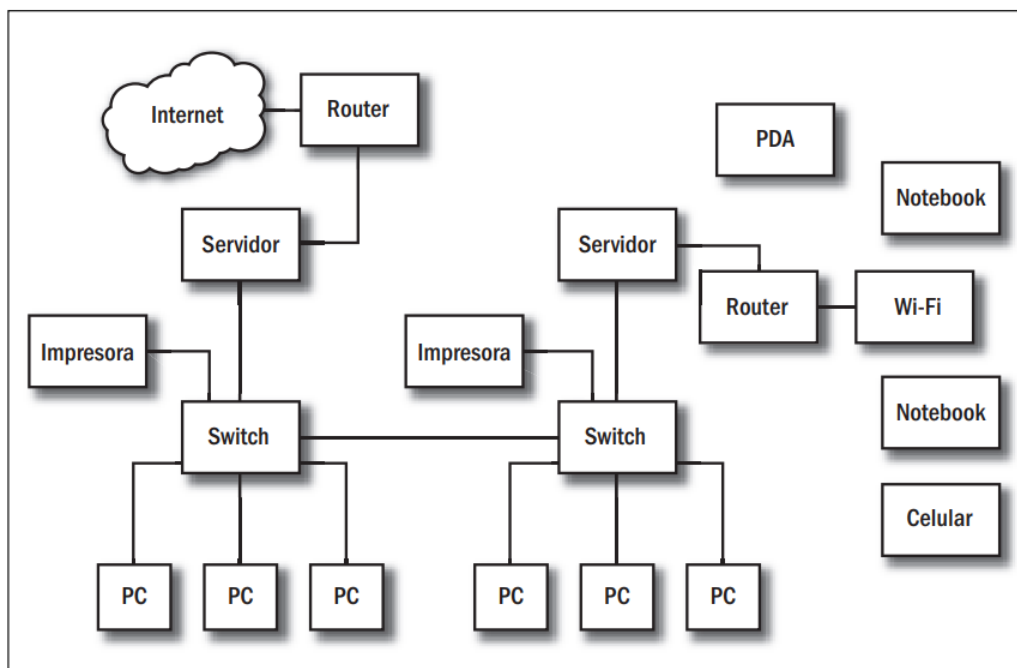 Internet
Router
PDA
Notebook
Servidor
Servidor
Router
Wi-Fi
Impresora
Impresora
Notebook
Switch
Switch
Celular
PC
PC
PC
PC
PC
PC